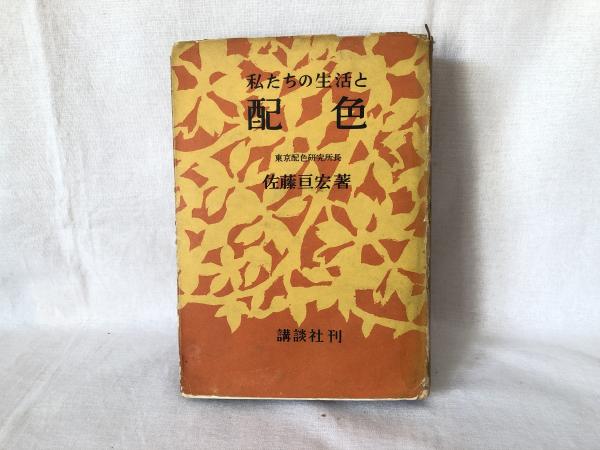 私たちの生活と
配色
東京配色研究所長
佐藤亘宏著
講談社刊